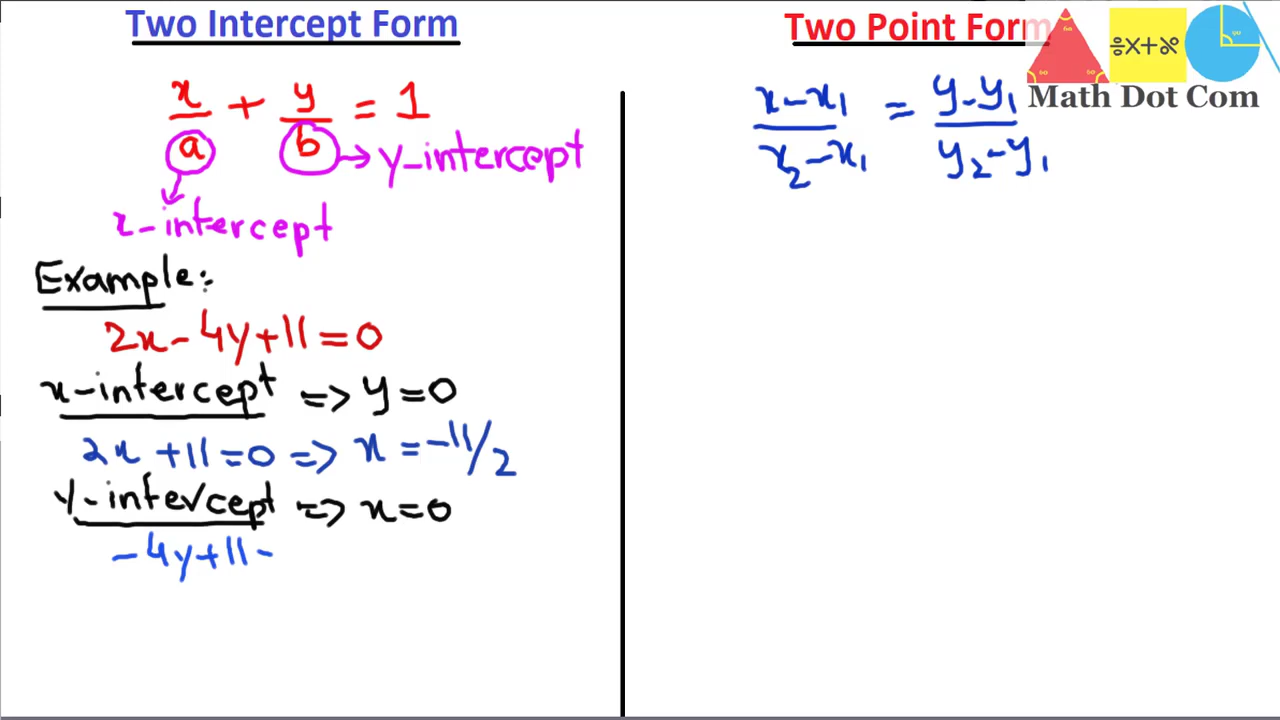 Two Intercept Form
x/a + y/b = 1
y-intercept
x-intercept
Example:
2x - 4y + 11 = 0
x-intercept => y = 0
2x + 11 = 0 => x = -11/2
y-intercept => x = 0
-4y + 11 -
Two Point Form
(x - x₁)/(x₂ - x₁) = (y - y₁)/(y₂ - y₁)
÷×+
Math Dot Com